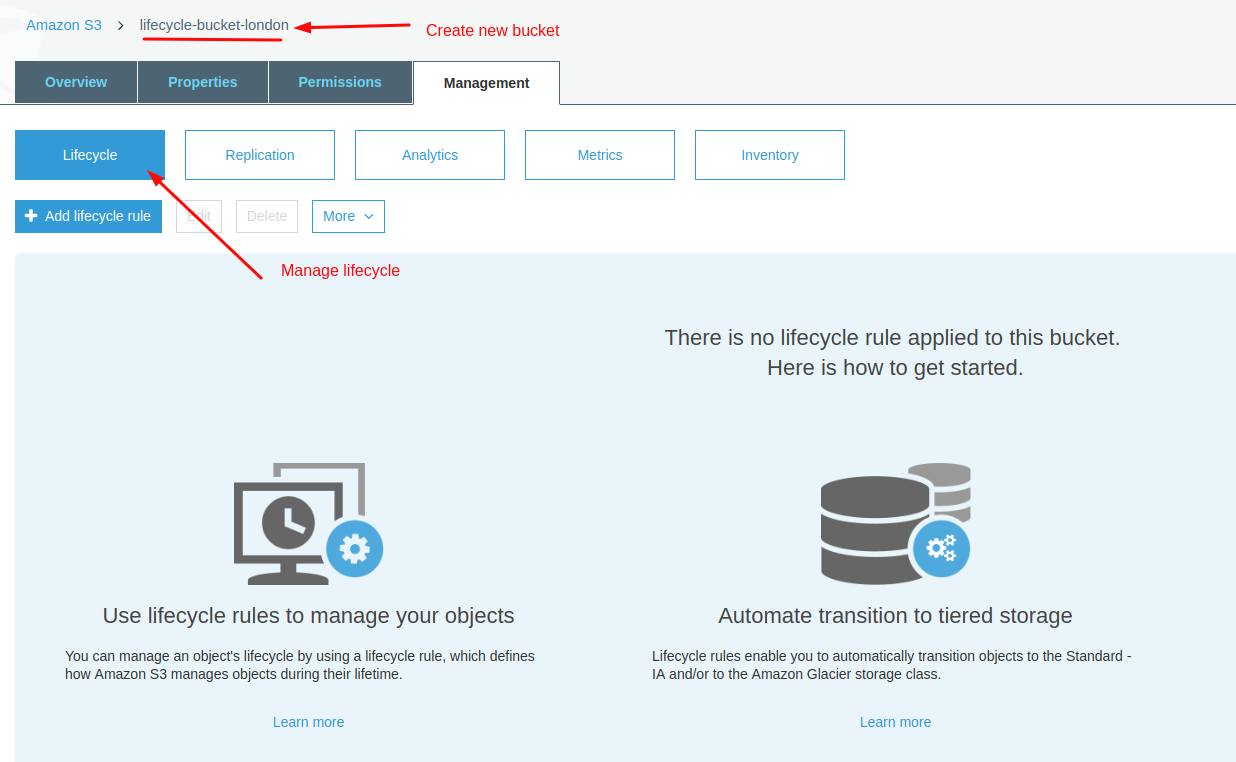 Amazon S3 > lifecycle-bucket-london
Create new bucket
Overview Properties Permissions Management
Lifecycle Replication Analytics Metrics Inventory
Add lifecycle rule Edit Delete More
Manage lifecycle
There is no lifecycle rule applied to this bucket.
Here is how to get started.
Use lifecycle rules to manage your objects
You can manage an object's lifecycle by using a lifecycle rule, which defines
how Amazon S3 manages objects during their lifetime.
Learn more
Automate transition to tiered storage
Lifecycle rules enable you to automatically transition objects to the Standard -
IA and/or to the Amazon Glacier storage class.
Learn more